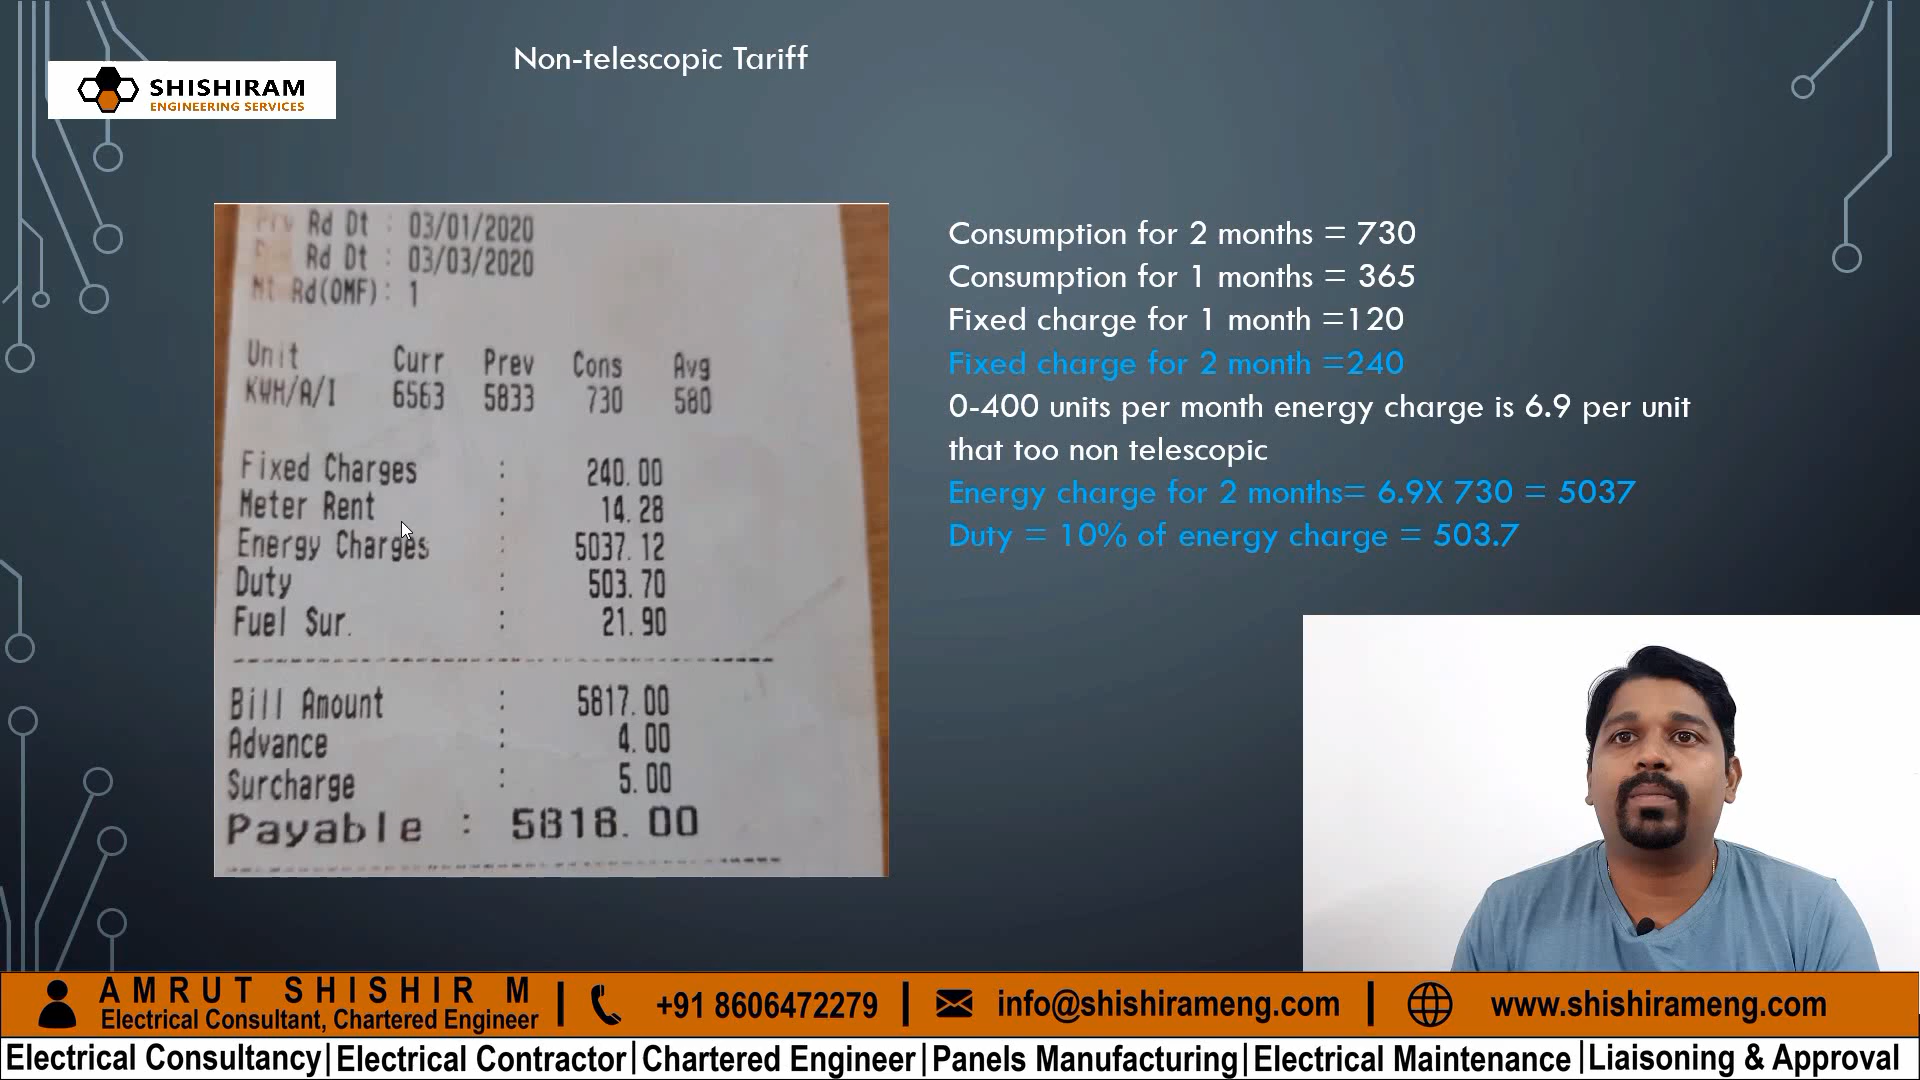 Non-telescopic Tariff
SHISHIRAM
ENGINEERING SERVICES
Rd Dt : 03/01/2020
Rd Dt : 03/03/2020
Rd(OMF): 1
Unit Curr Prev Cons Avg
KWH/A/I 6563 5833 730 580
Fixed Charges : 240.00
Meter Rent : 14.28
Energy Charges : 5037.12
Duty : 503.70
Fuel Sur. : 21.90
Bill Amount : 5817.00
Advance : 4.00
Surcharge : 5.00
Payable : 5818.00
Consumption for 2 months = 730
Consumption for 1 months = 365
Fixed charge for 1 month =120
Fixed charge for 2 month =240
0-400 units per month energy charge is 6.9 per unit
that too non telescopic
Energy charge for 2 months= 6.9X 730 = 5037
Duty = 10% of energy charge = 503.7
AMRUT SHISHIR M
Electrical Consultant, Chartered Engineer
+91 8606472279
info@shishirameng.com
www.shishirameng.com
Electrical Consultancy|Electrical Contractor|Chartered Engineer|Panels Manufacturing|Electrical Maintenance|Liaisoning & Approval